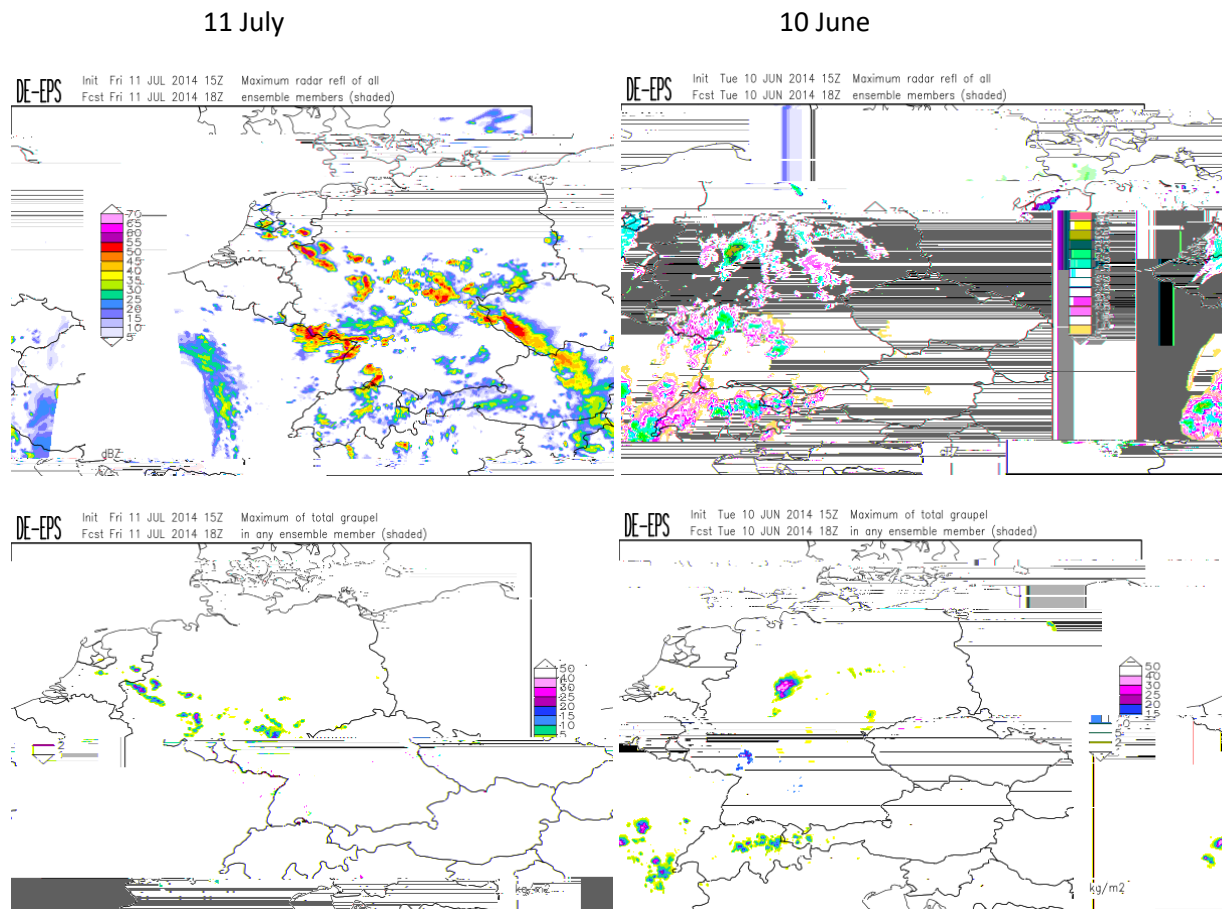 11 July
10 June
DE-EPS
Init Fri 11 JUL 2014 15Z Maximum radar refl of all
Fcst Fri 11 JUL 2014 18Z ensemble members (shaded)
70
65
60
55
50
45
40
35
30
25
20
15
10
5
dBZ
DE-EPS
Init Tue 10 JUN 2014 15Z Maximum radar refl of all
Fcst Tue 10 JUN 2014 18Z ensemble members (shaded)
DE-EPS
Init Fri 11 JUL 2014 15Z Maximum of total graupel
Fcst Fri 11 JUL 2014 18Z in any ensemble member (shaded)
50
40
30
25
20
15
10
5
2
kg/m2
DE-EPS
Init Tue 10 JUN 2014 15Z Maximum of total graupel
Fcst Tue 10 JUN 2014 18Z in any ensemble member (shaded)
50
40
30
25
20
15
kg/m2